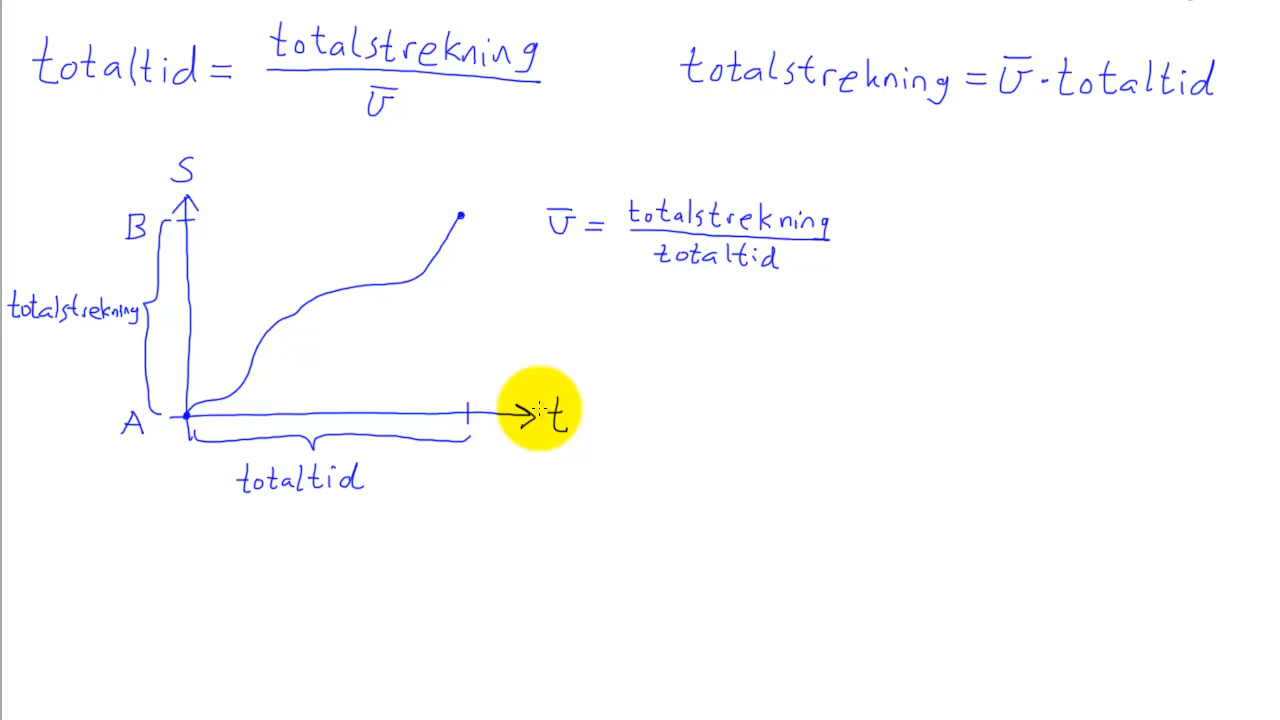 totaltid = totalstrekning / v̄
totalstrekning = v̄ · totaltid
S
B
v̄ = totalstrekning / totaltid
totalstrekning
A
t
totaltid